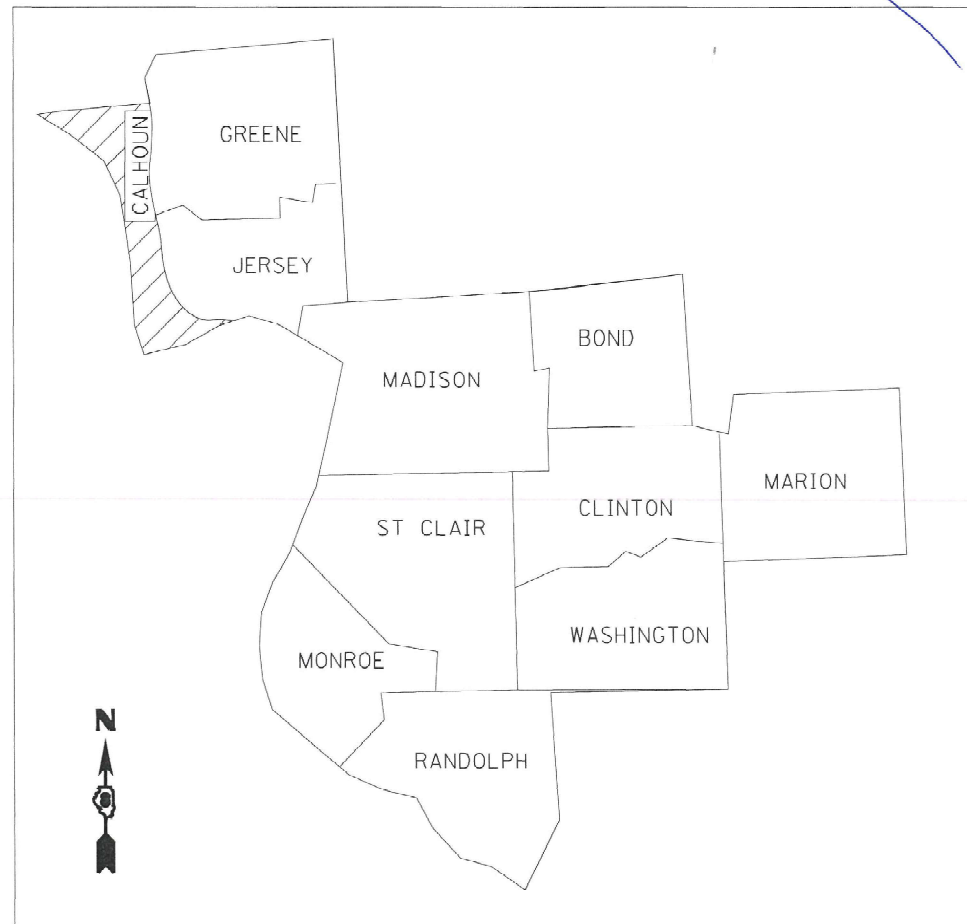 GREENE
CALHOUN
JERSEY
BOND
MADISON
MARION
CLINTON
ST CLAIR
WASHINGTON
MONROE
N
RANDOLPH